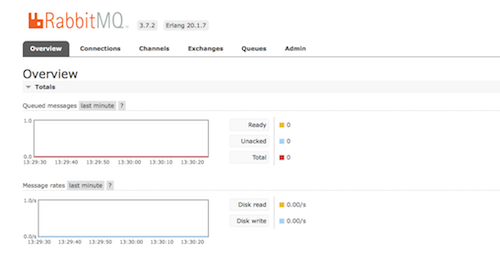 RabbitMQ 3.7.2 Erlang 20.1.7
Overview Connections Channels Exchanges Queues Admin
Overview
Totals
Queued messages last minute ?
1.0
0.0
13:29:30 13:29:40 13:29:50 13:30:00 13:30:10 13:30:20
Ready 0
Unacked 0
Total 0
Message rates last minute ?
1.0/s
0.0/s
13:29:30 13:29:40 13:29:50 13:30:00 13:30:10 13:30:20
Disk read 0.00/s
Disk write 0.00/s